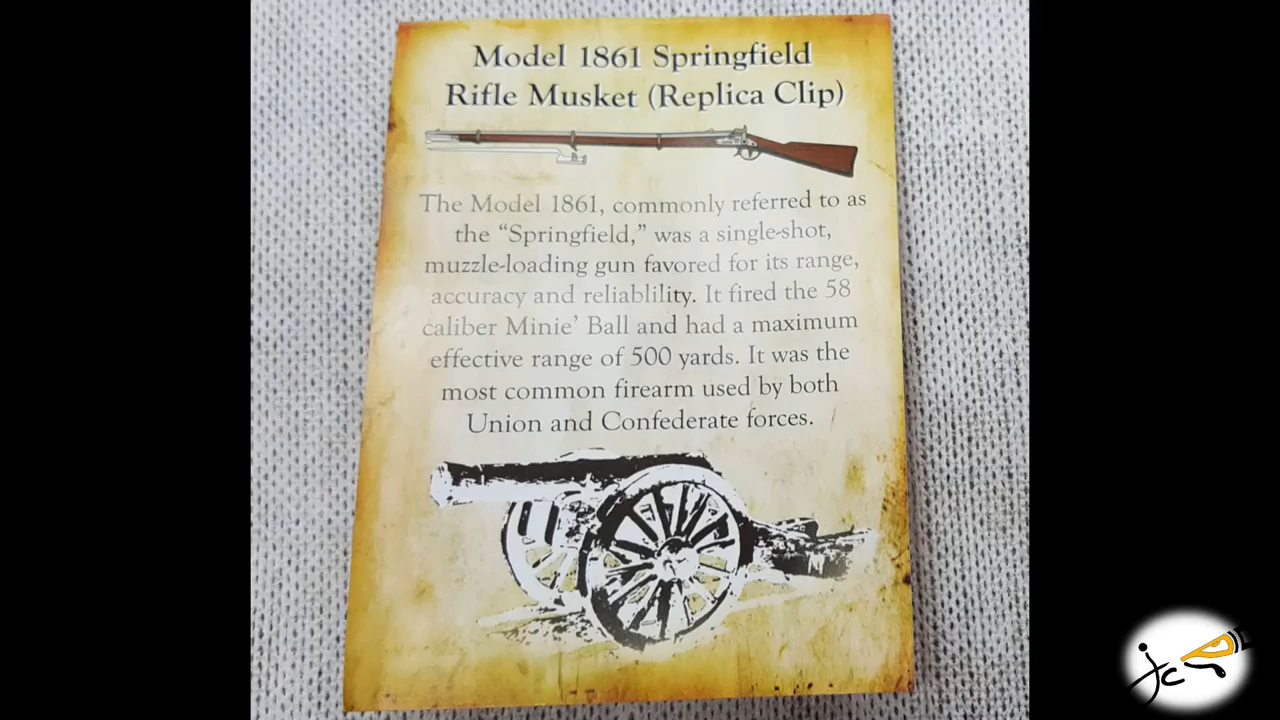 Model 1861 Springfield
Rifle Musket (Replica Clip)
The Model 1861, commonly referred to as
the “Springfield,” was a single-shot,
muzzle-loading gun favored for its range,
accuracy and reliablility. It fired the 58
caliber Minie’ Ball and had a maximum
effective range of 500 yards. It was the
most common firearm used by both
Union and Confederate forces.
jc